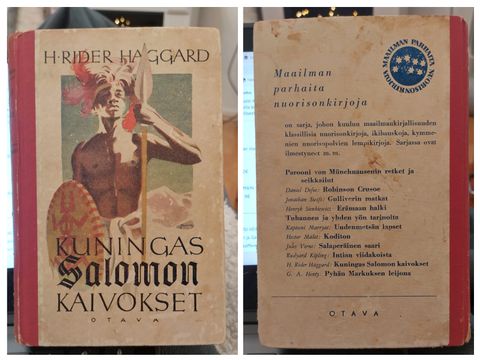 H·RIDER HAGGARD
KUNINGAS
Salomon
KAIVOKSET
OTAVA
MAAILMAN PARHAITA NUORISONKIRJOJA
Maailman
parhaita
nuorisonkirjoja
on sarja, johon kuuluu maailmankirjallisuuden
klassillisia nuorisonkirjoja, ikihauskoja, kymme-
nien nuorisopolvien lempikirjoja. Sarjassa ovat
ilmestyneet m. m.
Parooni von Münchhausenin retket ja
seikkailut
Daniel Defoe: Robinson Crusoe
Jonathan Swift: Gulliverin matkat
Henryk Sienkiewicz: Erämaan halki
Tuhannen ja yhden yön tarinoita
Kapteeni Marryat: Uudenmetsän lapset
Hector Malot: Koditon
Jules Verne: Salaperäinen saari
Rudyard Kipling: Intian viidakoista
H. Rider Haggard: Kuningas Salomon kaivokset
G. A. Henty: Pyhän Markuksen leijona
OTAVA